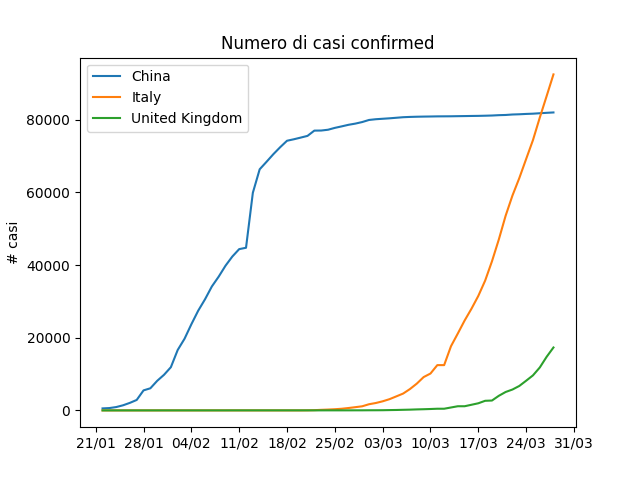 Numero di casi confirmed
China
Italy
United Kingdom
# casi
80000
60000
40000
20000
0
21/01 28/01 04/02 11/02 18/02 25/02 03/03 10/03 17/03 24/03 31/03